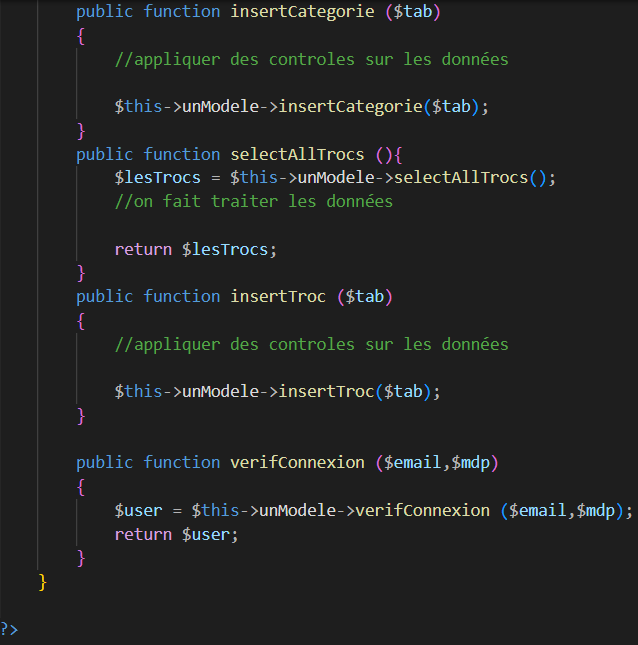 public function insertCategorie ($tab)
{
//appliquer des controles sur les données
$this->unModele->insertCategorie($tab);
}
public function selectAllTrocs (){
$lesTrocs = $this->unModele->selectAllTrocs();
//on fait traiter les données
return $lesTrocs;
}
public function insertTroc ($tab)
{
//appliquer des controles sur les données
$this->unModele->insertTroc($tab);
}
public function verifConnexion ($email,$mdp)
{
$user = $this->unModele->verifConnexion ($email,$mdp);
return $user;
}
}
?>